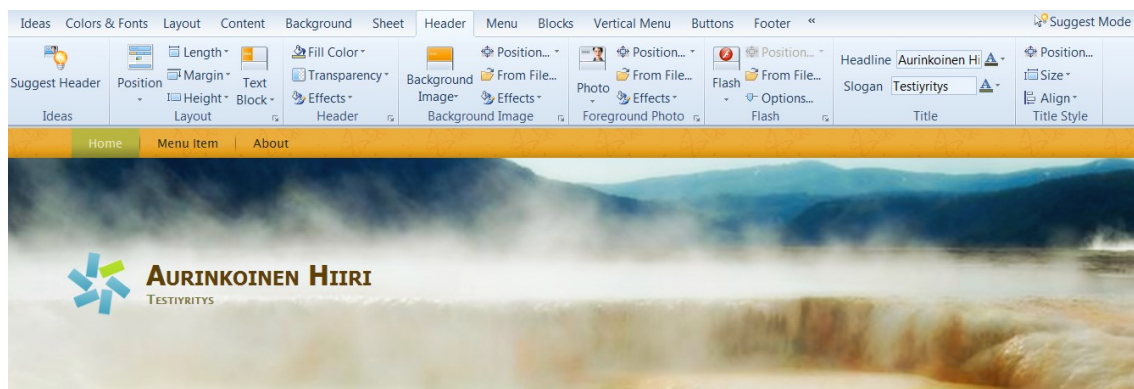 Ideas Colors & Fonts Layout Content Background Sheet Header Menu Blocks Vertical Menu Buttons Footer « Suggest Mode
Suggest Header
Ideas
Position
Length
Margin
Height
Text
Block
Layout
Fill Color
Transparency
Effects
Header
Background
Image
Position...
From File...
Effects
Background Image
Photo
Position...
From File...
Effects
Foreground Photo
Flash
Position...
From File...
Options...
Flash
Headline Aurinkoinen Hi A
Slogan Testiyritys A
Title
Position...
Size
Align
Title Style
Home Menu Item About
Aurinkoinen Hiiri
Testiyritys